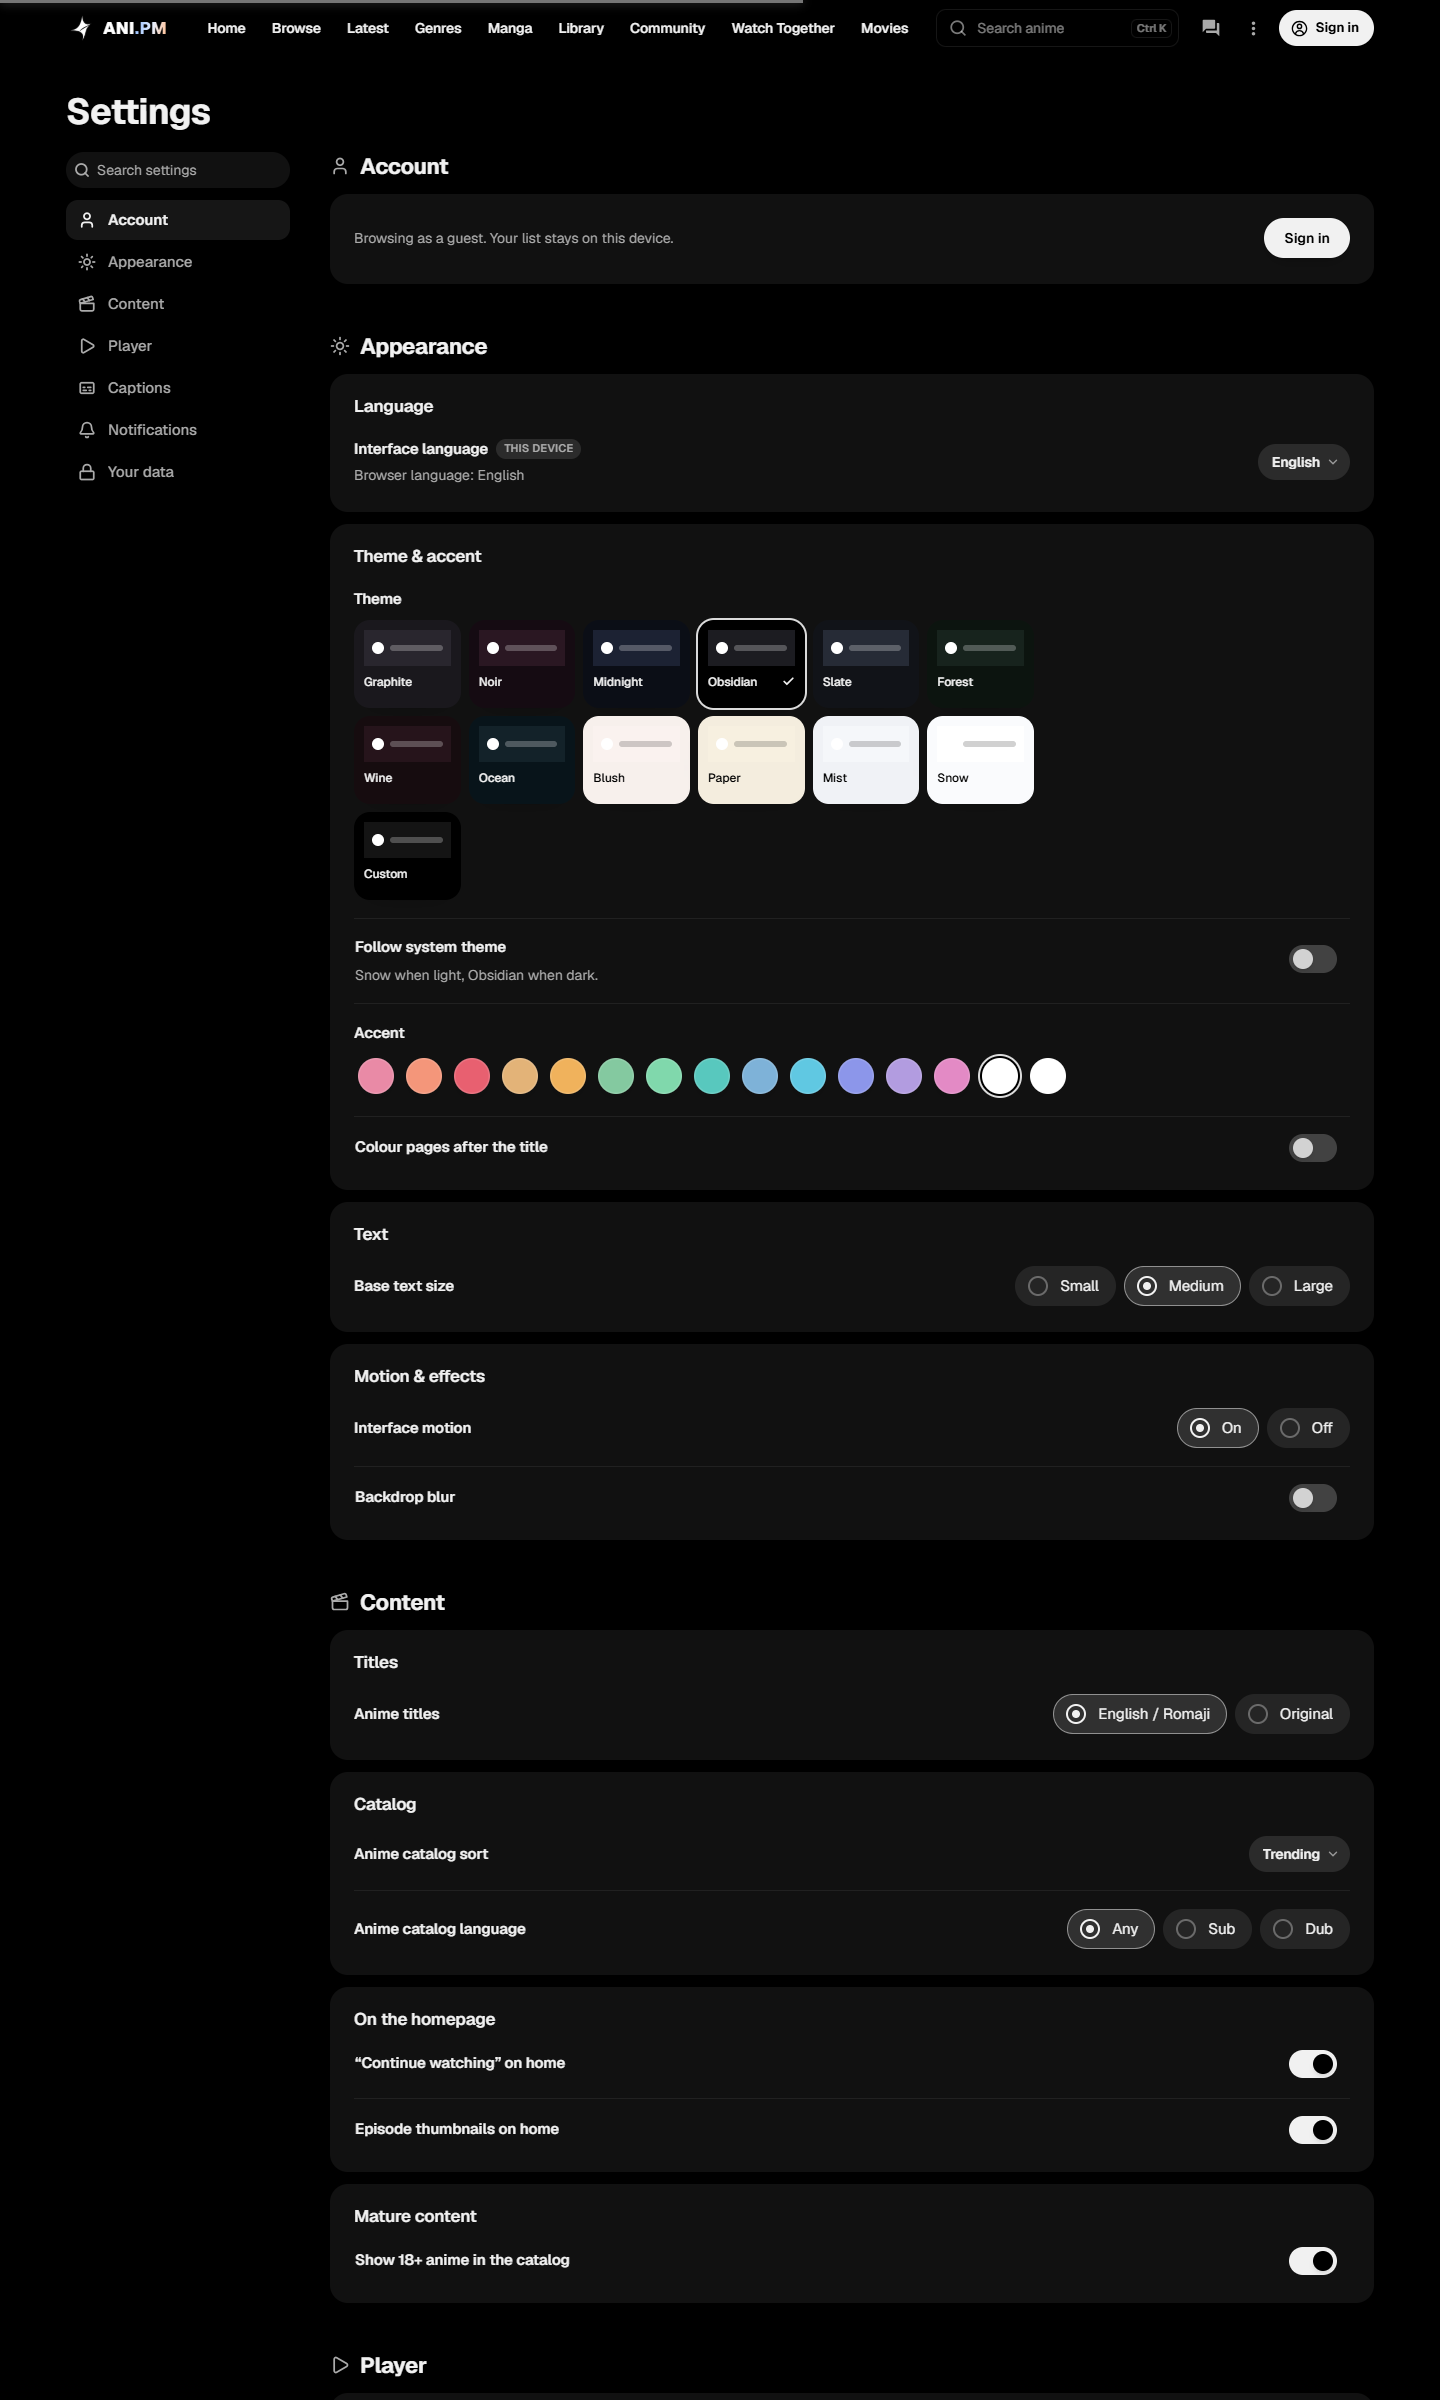 ANI.PM
Home Browse Latest Genres Manga Library Community Watch Together Movies
Search anime Ctrl K
Sign in
Settings
Search settings
Account
Appearance
Content
Player
Captions
Notifications
Your data
Account
Browsing as a guest. Your list stays on this device.
Sign in
Appearance
Language
Interface language THIS DEVICE
Browser language: English
English
Theme & accent
Theme
Graphite Noir Midnight Obsidian Slate Forest
Wine Ocean Blush Paper Mist Snow
Custom
Follow system theme
Snow when light, Obsidian when dark.
Accent
Colour pages after the title
Text
Base text size
Small Medium Large
Motion & effects
Interface motion
On Off
Backdrop blur
Content
Titles
Anime titles
English / Romaji Original
Catalog
Anime catalog sort
Trending
Anime catalog language
Any Sub Dub
On the homepage
“Continue watching” on home
Episode thumbnails on home
Mature content
Show 18+ anime in the catalog
Player